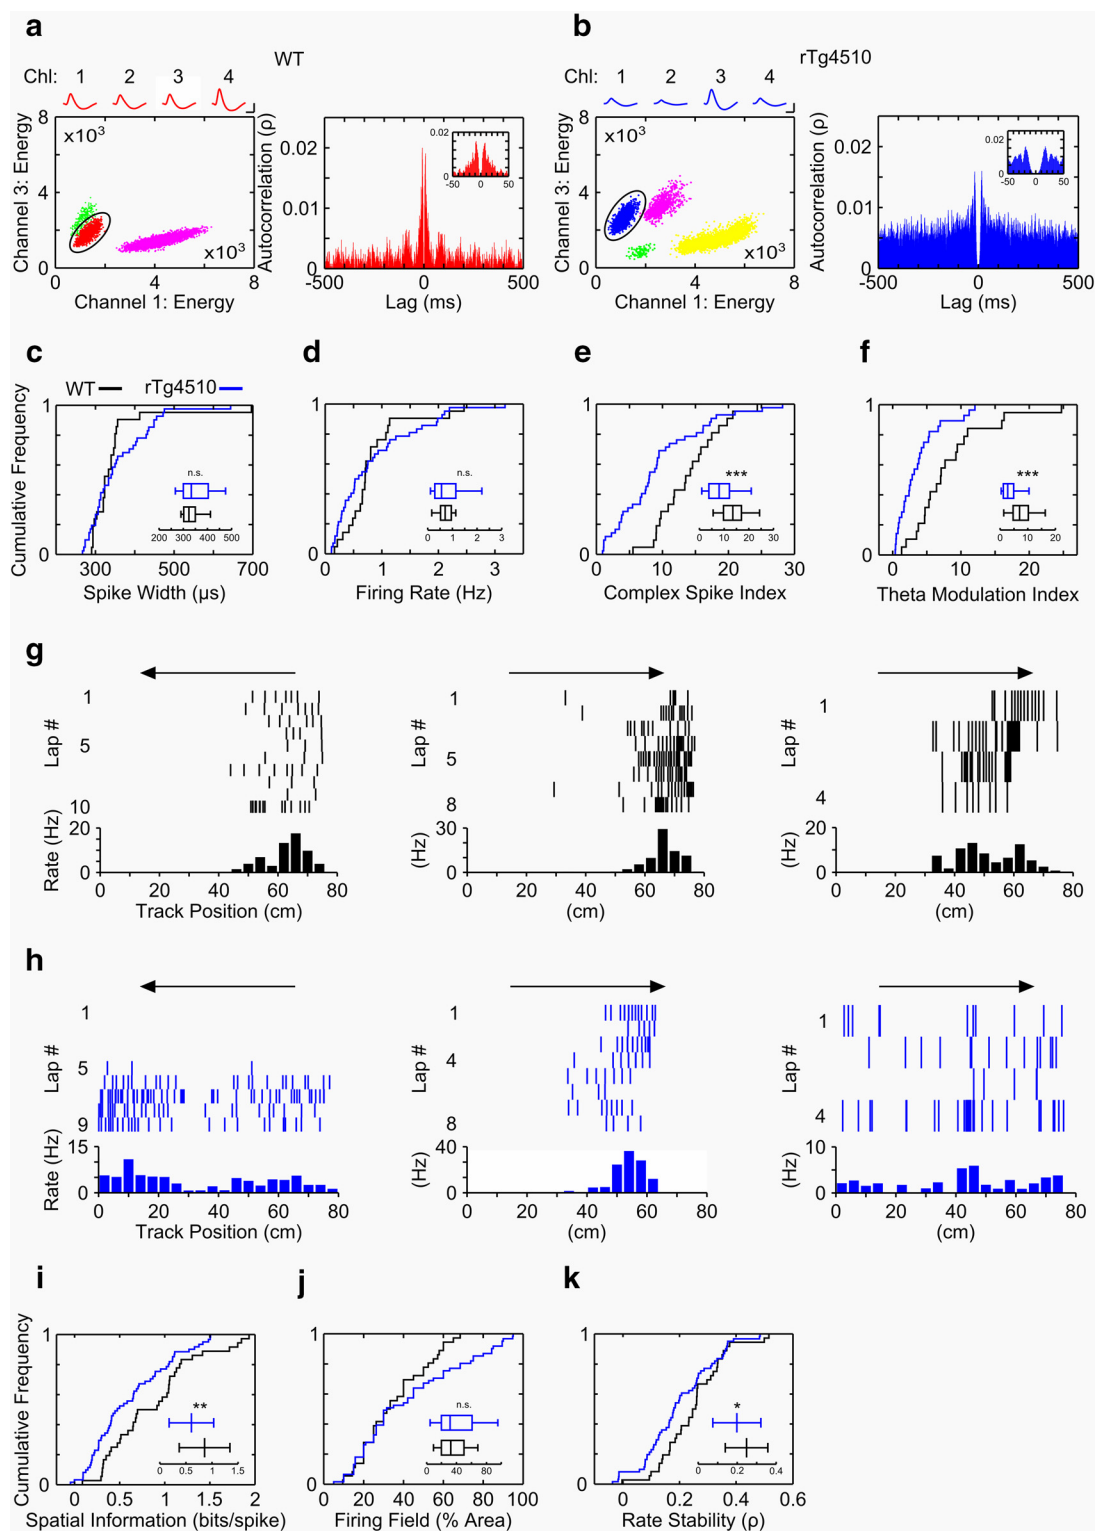 a
b
WT
rTg4510
Chl: 1 2 3 4
Chl: 1 2 3 4
Channel 3: Energy
8
4
0
x10³
x10³
0 4 8
Channel 1: Energy
Autocorrelation (ρ)
0.02
0.01
0
0.02
0
-50 0 50
-500 0 500
Lag (ms)
Channel 3: Energy
8
4
0
x10³
x10³
0 4 8
Channel 1: Energy
Autocorrelation (ρ)
0.02
0.01
0
0.02
0
-50 0 50
-500 0 500
Lag (ms)
c
d
e
f
WT
rTg4510
Cumulative Frequency
1
0
n.s.
200 300 400 500
300 500 700
Spike Width (µs)
1
0
n.s.
0 1 2 3
0 1 2 3
Firing Rate (Hz)
1
0
***
0 10 20 30
0 10 20 30
Complex Spike Index
1
0
***
0 10 20
0 10 20
Theta Modulation Index
g
Lap #
1
5
10
Rate (Hz)
20
0
0 20 40 60 80
Track Position (cm)
Lap #
1
5
8
(Hz)
30
0
0 20 40 60 80
(cm)
Lap #
1
4
(Hz)
20
0
0 20 40 60 80
(cm)
h
Lap #
1
5
9
Rate (Hz)
15
0
0 20 40 60 80
Track Position (cm)
Lap #
1
4
8
(Hz)
40
0
0 20 40 60 80
(cm)
Lap #
1
4
(Hz)
10
0
0 20 40 60 80
(cm)
i
j
k
Cumulative Frequency
1
0
**
0 0.5 1 1.5
0 0.5 1 1.5 2
Spatial Information (bits/spike)
1
0
n.s.
0 40 80
0 20 40 60 80 100
Firing Field (% Area)
1
0
*
0 0.2 0.4
0 0.2 0.4 0.6
Rate Stability (ρ)